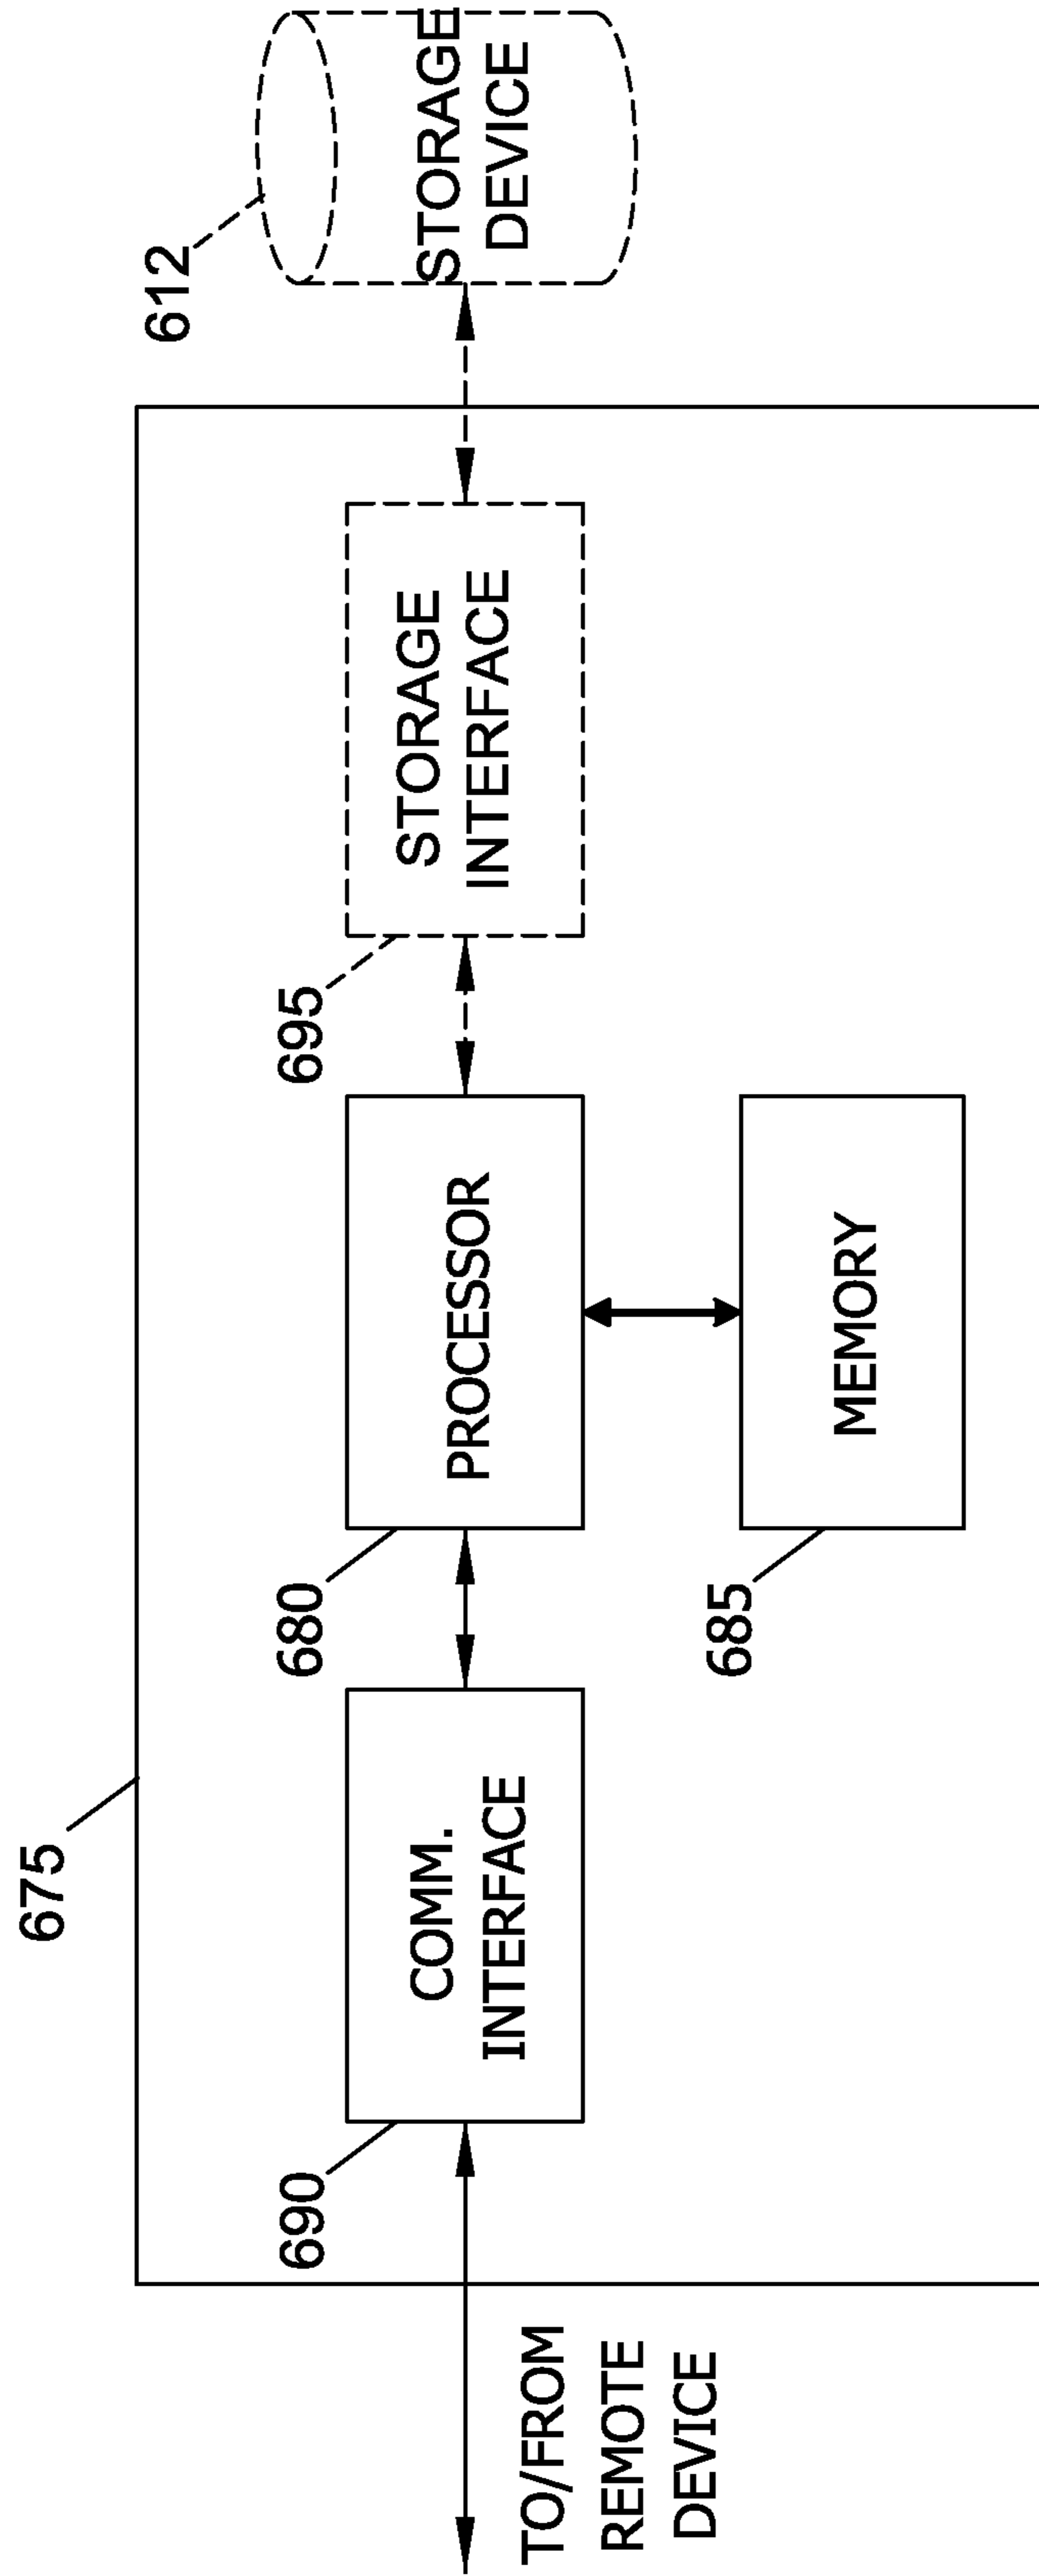 675
612
690
680
695
COMM.
INTERFACE
PROCESSOR
STORAGE
INTERFACE
STORAGE
DEVICE
TO/FROM
REMOTE
DEVICE
685
MEMORY